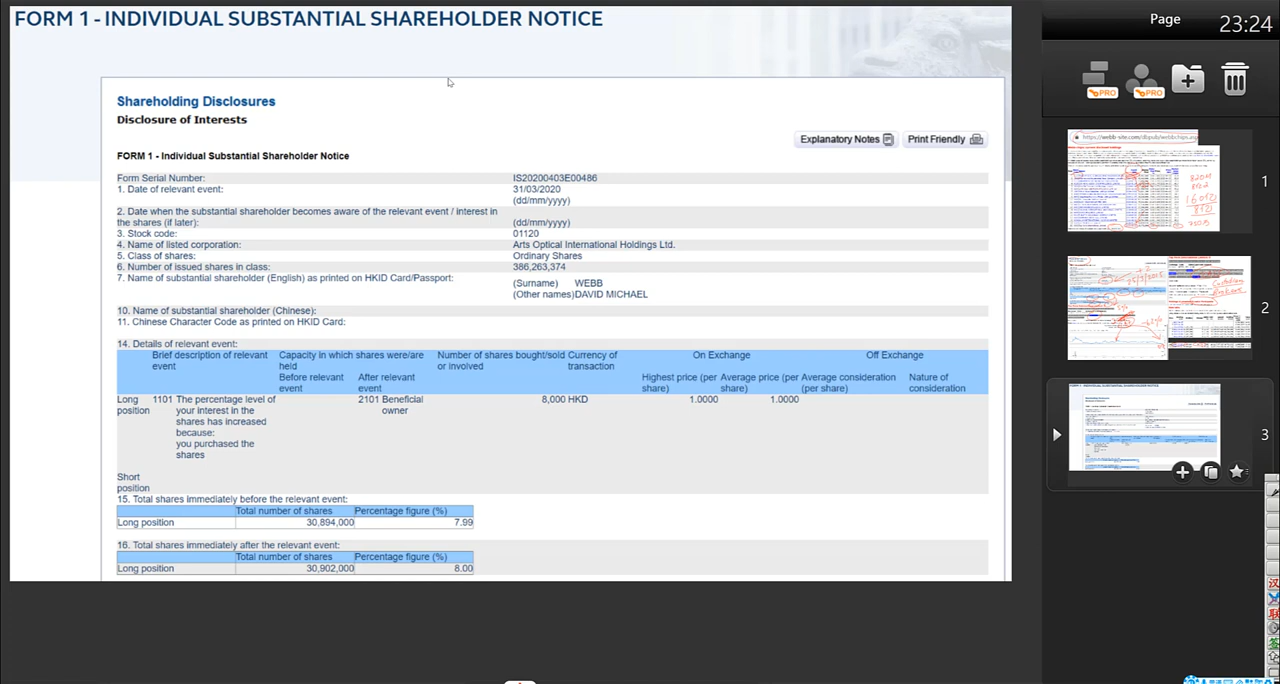 FORM 1 - INDIVIDUAL SUBSTANTIAL SHAREHOLDER NOTICE
Page
23:24
Shareholding Disclosures
Disclosure of Interests
Explanatory Notes
Print Friendly
FORM 1 - Individual Substantial Shareholder Notice
Form Serial Number: IS20200403E00486
1. Date of relevant event: 31/03/2020
(dd/mm/yyyy)
2. Date when the substantial shareholder becomes aware of the relevant event / interest in
the shares (if later): (dd/mm/yyyy)
3. Stock code: 01120
4. Name of listed corporation: Arts Optical International Holdings Ltd.
5. Class of shares: Ordinary Shares
6. Number of issued shares in class: 386,263,374
7. Name of substantial shareholder (English) as printed on HKID Card/Passport:
(Surname) WEBB
(Other names)DAVID MICHAEL
10. Name of substantial shareholder (Chinese):
11. Chinese Character Code as printed on HKID Card:
14. Details of relevant event:
Brief description of relevant event
Capacity in which shares were/are held
Number of shares bought/sold or involved
Currency of transaction
On Exchange
Off Exchange
Before relevant event
After relevant event
Highest price (per share)
Average price (per share)
Average consideration (per share)
Nature of consideration
Long position
1101 The percentage level of
your interest in the
shares has increased
because:
you purchased the
shares
2101 Beneficial owner
8,000 HKD
1.0000
1.0000
Short position
15. Total shares immediately before the relevant event:
Total number of shares Percentage figure (%)
Long position 30,894,000 7.99
16. Total shares immediately after the relevant event:
Total number of shares Percentage figure (%)
Long position 30,902,000 8.00
PRO
PRO
1
2
3